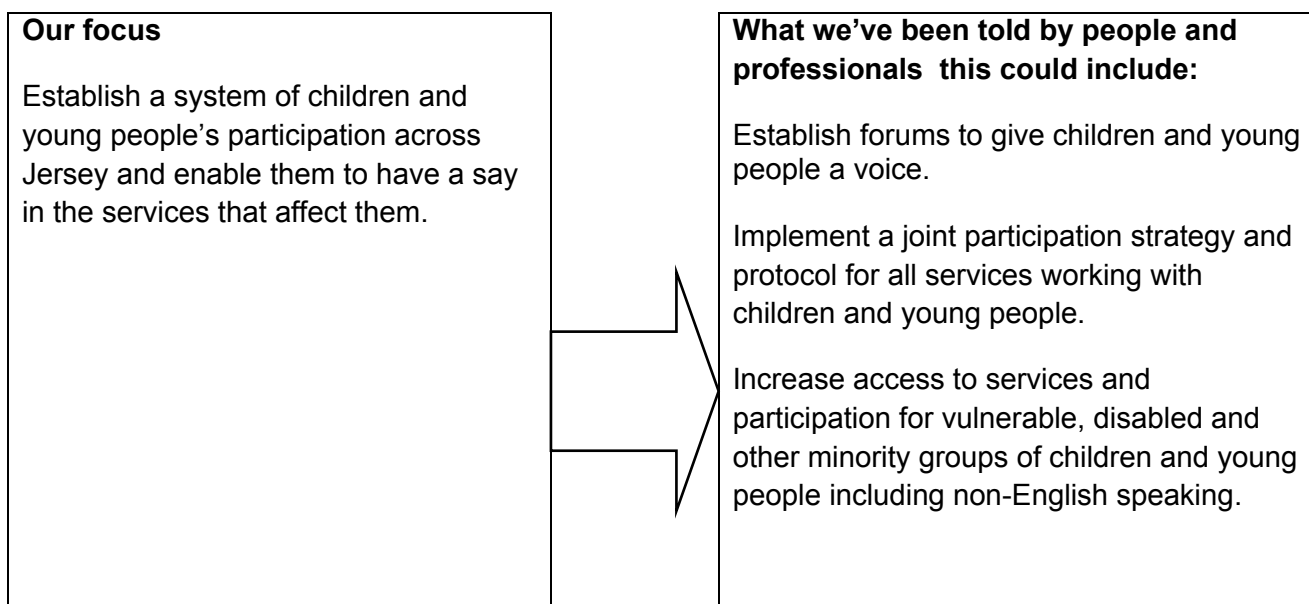 Our focus
Establish a system of children and
young people's participation across
Jersey and enable them to have a say
in the services that affect them.
What we've been told by people and
professionals  this could include:
Establish forums to give children and young
people a voice.
Implement a joint participation strategy and
protocol for all services working with
children and young people.
Increase access to services and
participation for vulnerable, disabled and
other minority groups of children and young
people including non-English speaking.